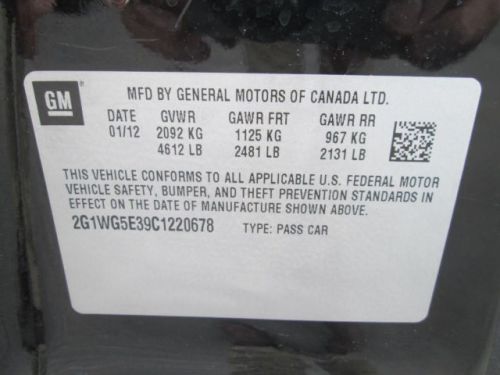 GM
MFD BY GENERAL MOTORS OF CANADA LTD.
DATE GVWR GAWR FRT GAWR RR
01/12 2092 KG 1125 KG 967 KG
4612 LB 2481 LB 2131 LB
THIS VEHICLE CONFORMS TO ALL APPLICABLE U.S. FEDERAL MOTOR
VEHICLE SAFETY, BUMPER, AND THEFT PREVENTION STANDARDS IN
EFFECT ON THE DATE OF MANUFACTURE SHOWN ABOVE.
2G1WG5E39C1220678 TYPE: PASS CAR